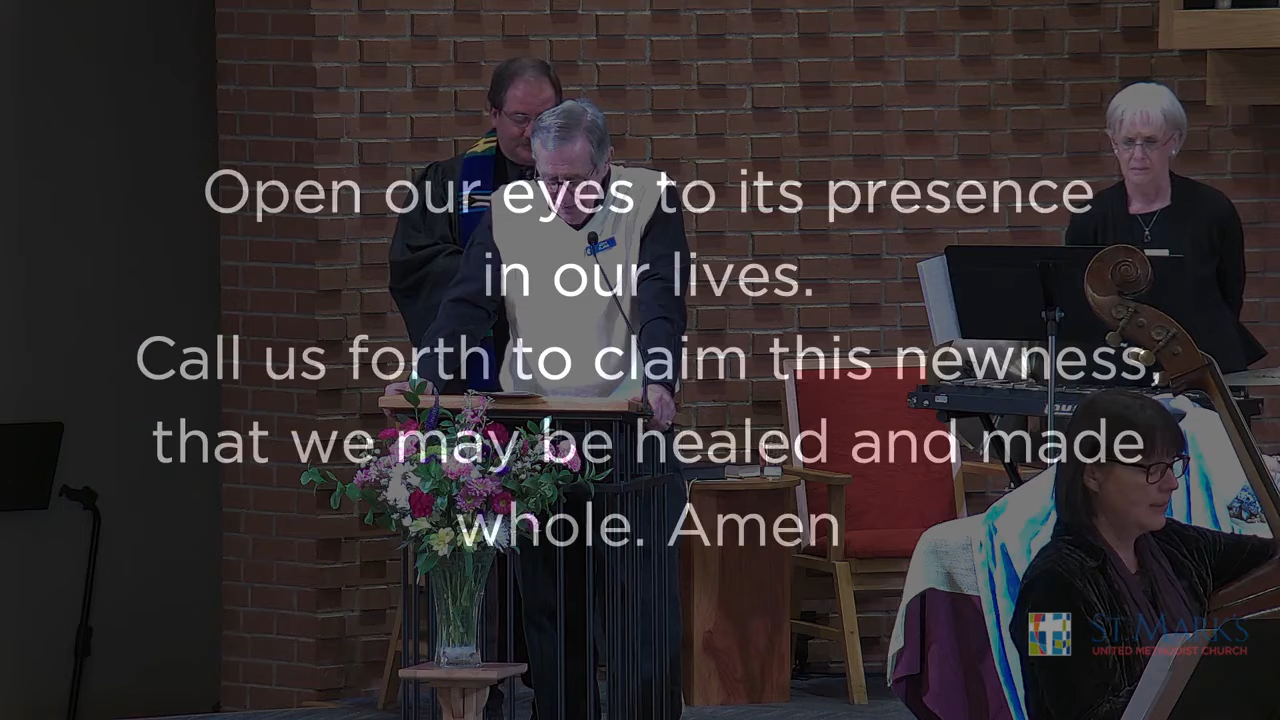 Open our eyes to its presence
in our lives.
Call us forth to claim this newness,
that we may be healed and made
whole. Amen
ST. MARKS
UNITED METHODIST CHURCH